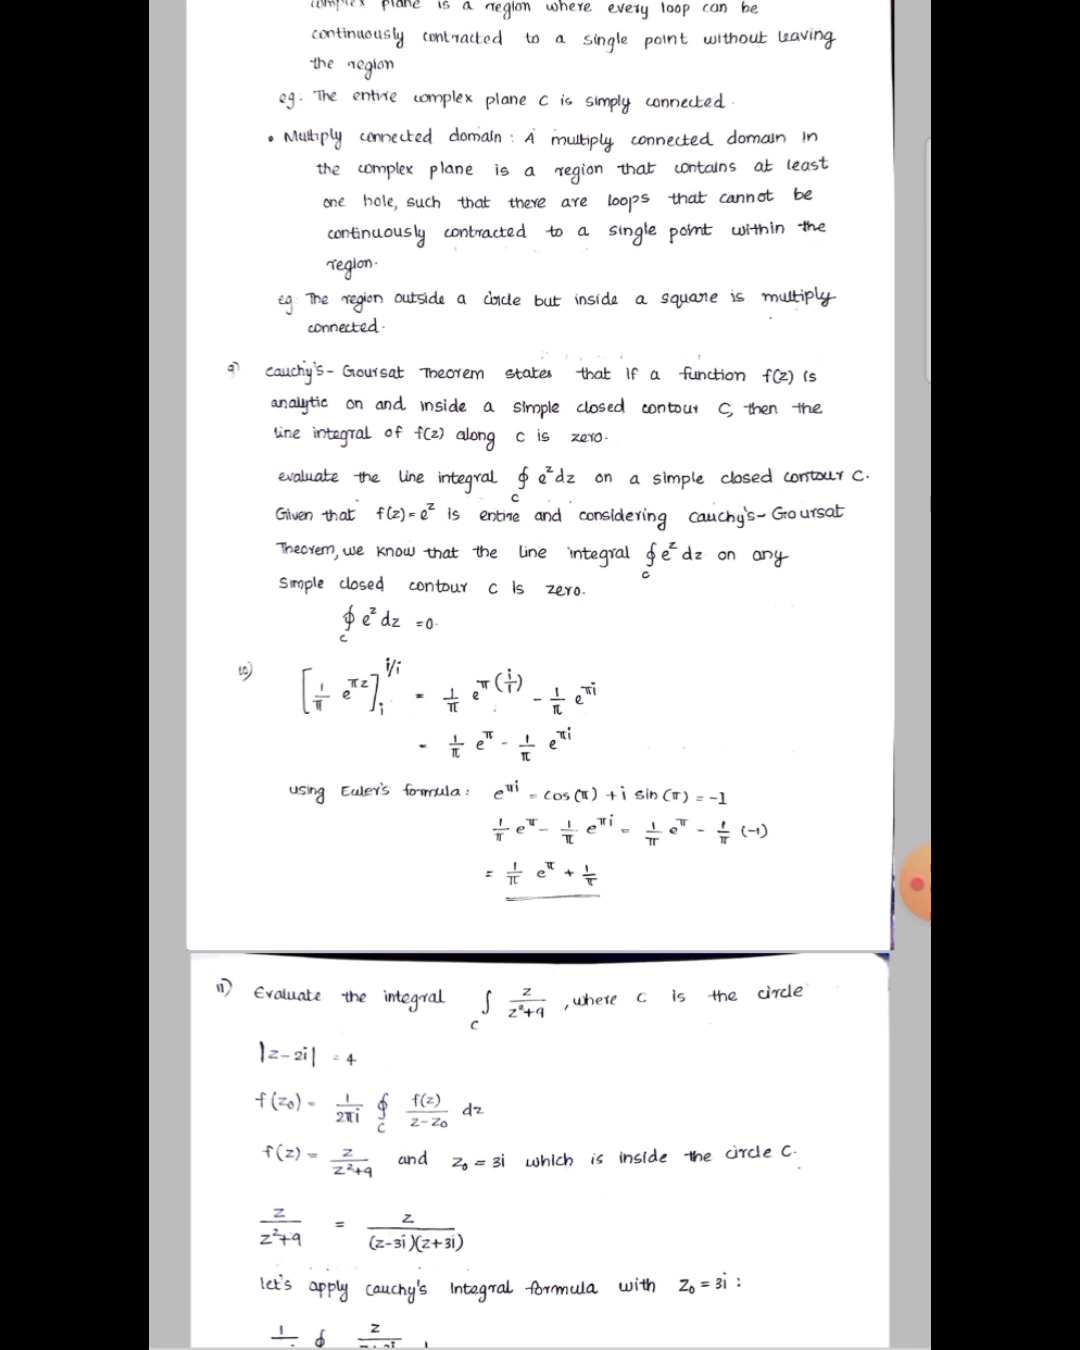 complex plane is a region where every loop can be
continuously contracted to a single point without leaving
the region
eg: The entire complex plane C is simply connected.
• Multiply connected domain: A multiply connected domain in
the complex plane is a region that contains at least
one hole, such that there are loops that cannot be
continuously contracted to a single point within the
region.
eg: The region outside a circle but inside a square is multiply
connected.
9) Cauchy's-Goursat Theorem states that if a function f(z) is
analytic on and inside a simple closed contour C, then the
line integral of f(z) along c is zero.
evaluate the line integral ∮_C e^z dz on a simple closed contour C.
Given that f(z)=e^z is entire and considering Cauchy's-Goursat
Theorem, we know that the line integral ∮_C e^z dz on any
simple closed contour c is zero.
∮_C e^z dz =0.
10) [1/π e^{πz}]_i^{i/i} = 1/π e^{π(i/i)} - 1/π e^{πi}
= 1/π e^π - 1/π e^{πi}
using Euler's formula: e^{πi} = cos(π) + i sin(π) = -1
1/π e^π - 1/π e^{πi} = 1/π e^π - 1/π (-1)
= 1/π e^π + 1/π
11) Evaluate the integral ∫_C z/(z²+9), where C is the circle
|z-2i| = 4
f(z₀) = 1/2πi ∮_C f(z)/(z-z₀) dz
f(z) = z/(z²+9) and z₀ = 3i which is inside the circle C.
z/(z²+9) = z/((z-3i)(z+3i))
let's apply Cauchy's Integral formula with z₀ = 3i :